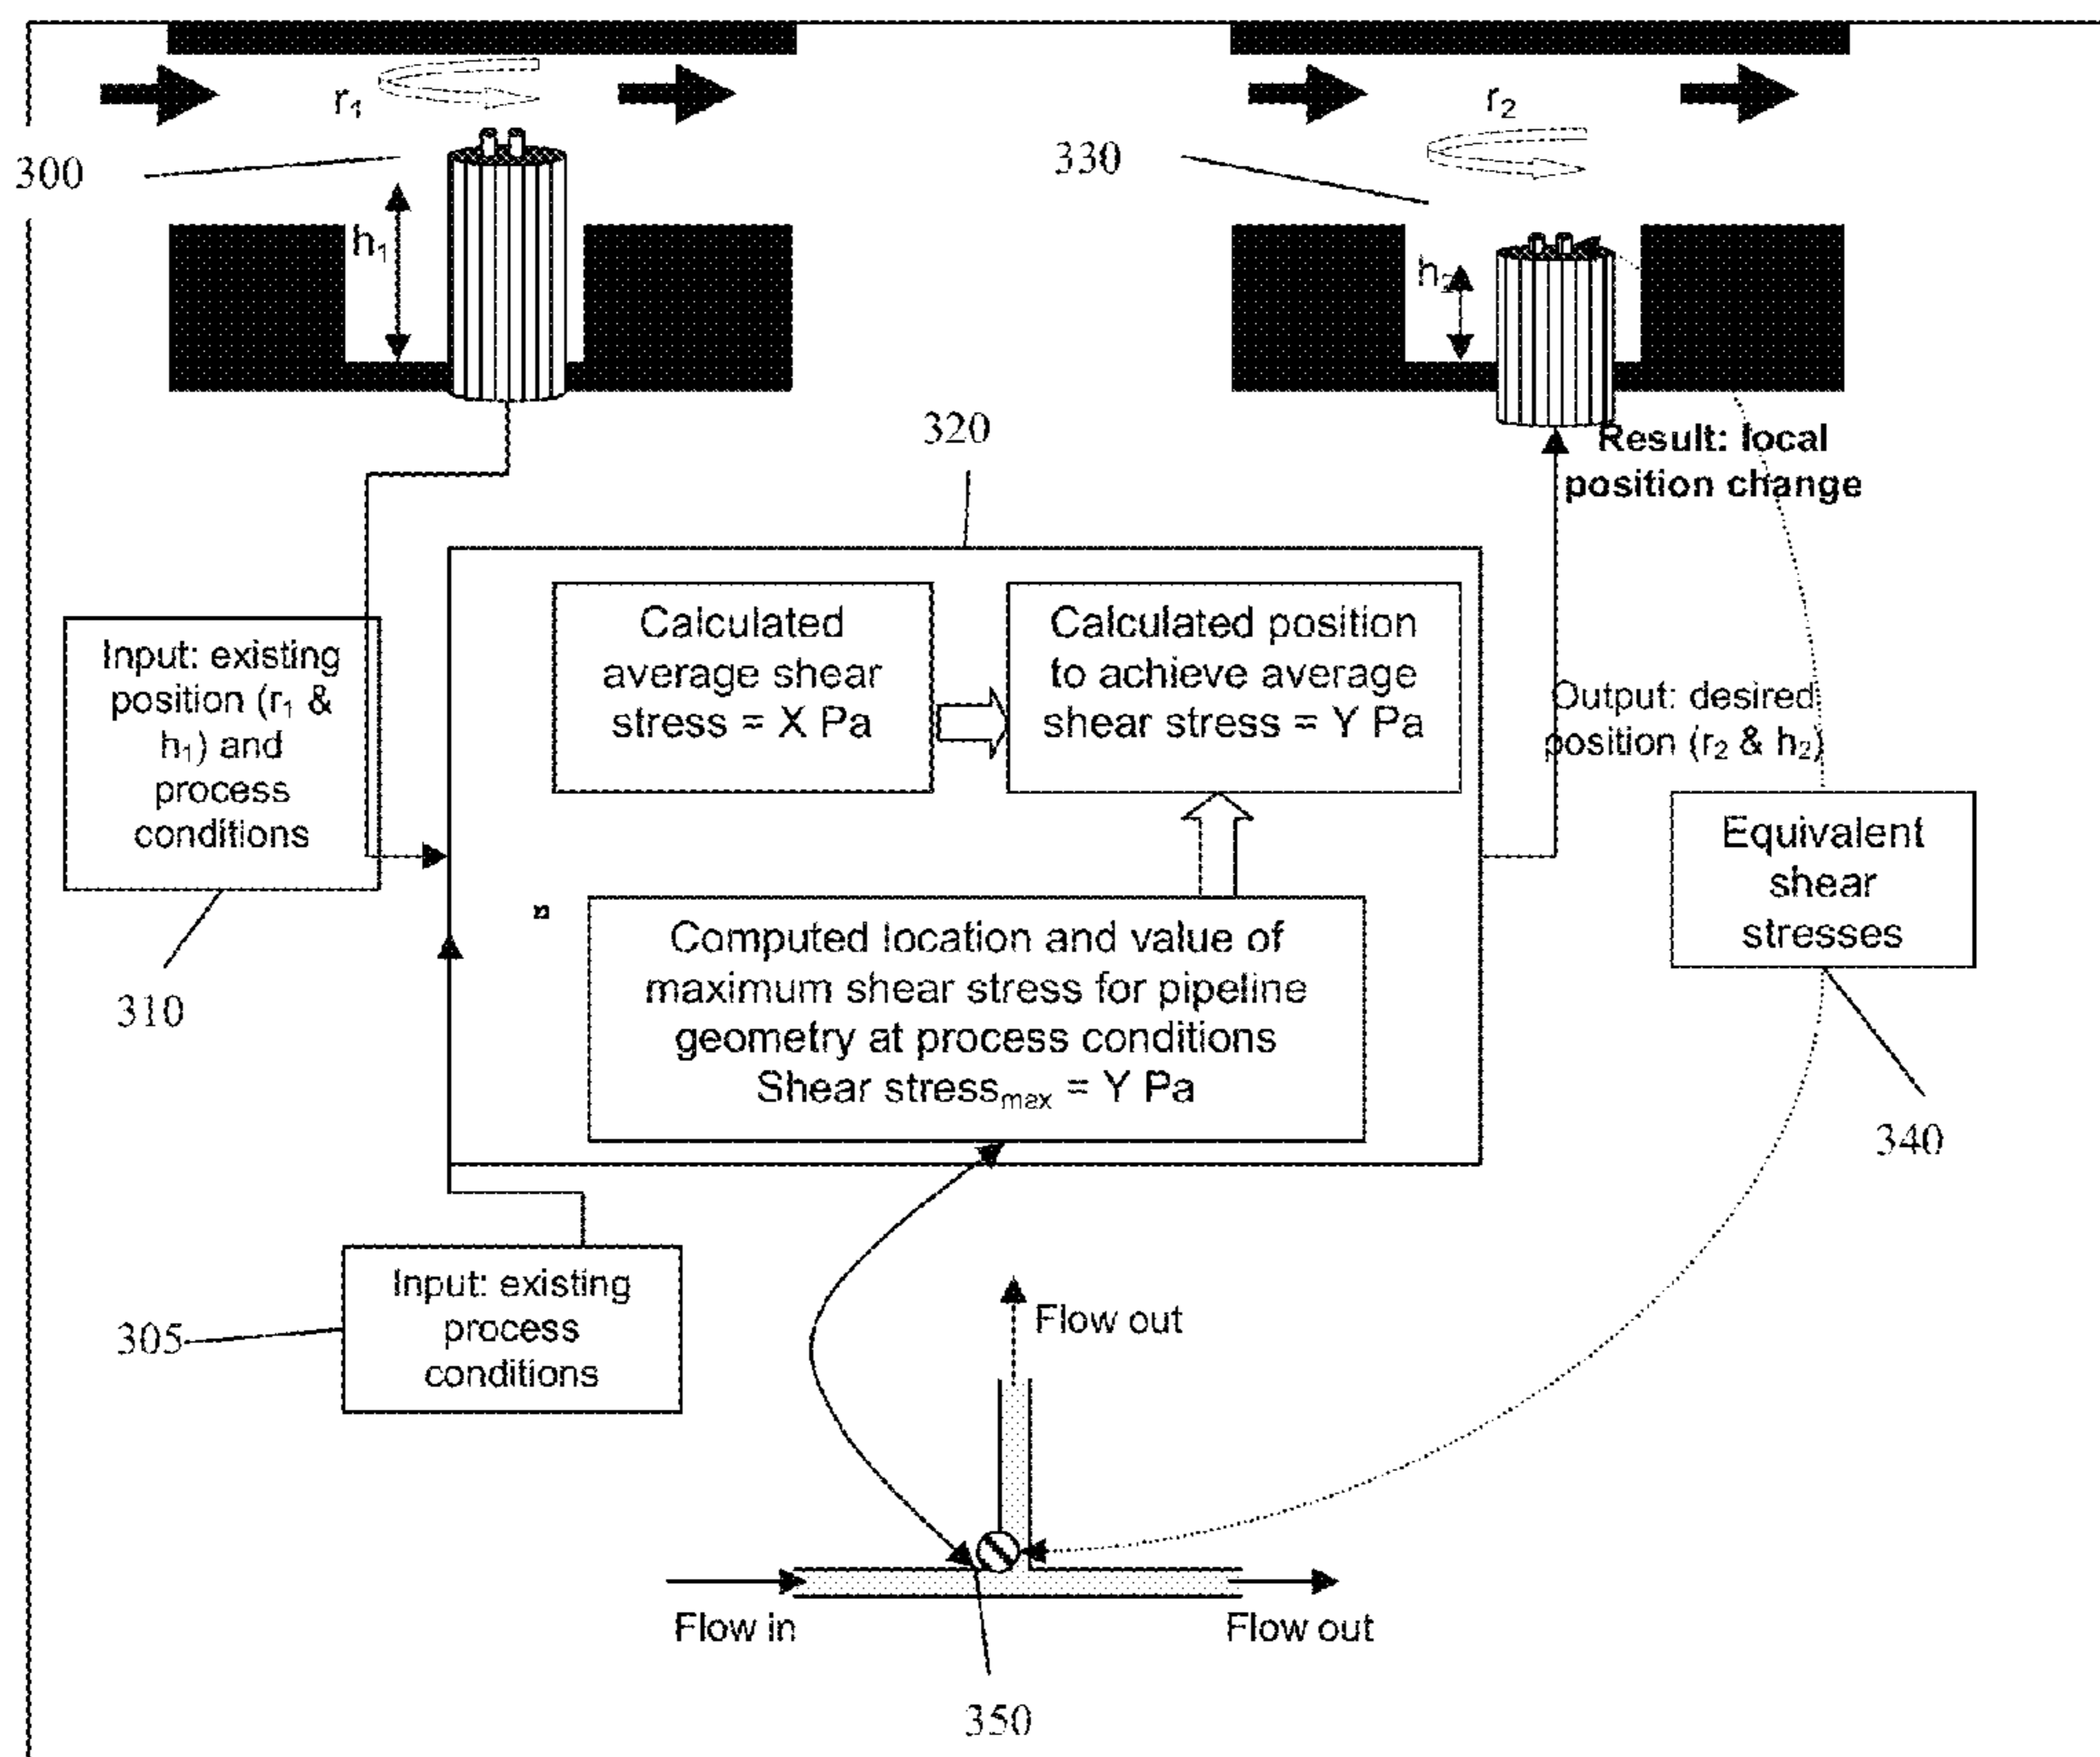 r₁
r₂
300
330
h₁
h₂
320
Result: local
position change
Input: existing
position (r₁ &
h₁) and
process
conditions
Calculated
average shear
stress = X Pa
Calculated position
to achieve average
shear stress = Y Pa
Output: desired
position (r₂ & h₂)
Equivalent
shear
stresses
Computed location and value of
maximum shear stress for pipeline
geometry at process conditions
Shear stressₘₐₓ = Y Pa
310
340
Input: existing
process
conditions
305
Flow out
Flow in
Flow out
350